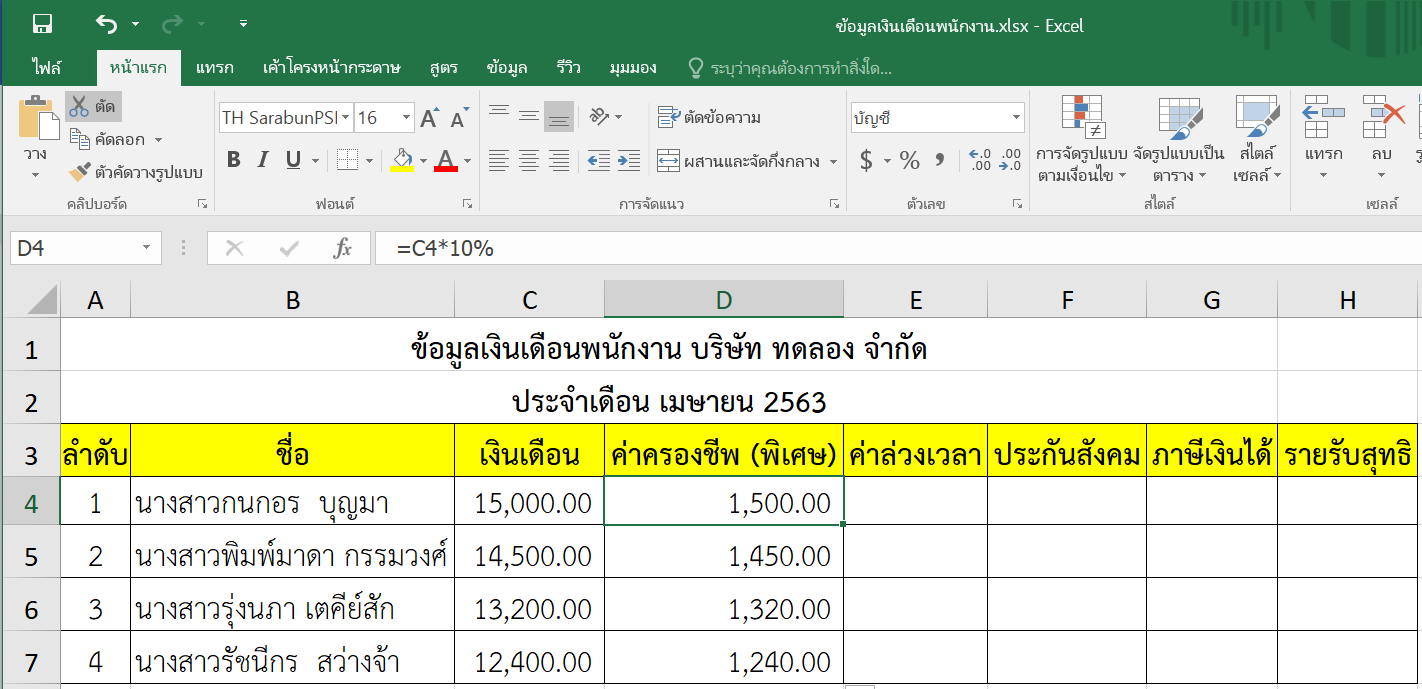 ข้อมูลเงินเดือนพนักงาน.xlsx - Excel
ไฟล์ หน้าแรก แทรก เค้าโครงหน้ากระดาษ สูตร ข้อมูล รีวิว มุมมอง ระบุว่าคุณต้องการทำสิ่งใด...
วาง
ตัด
คัดลอก
ตัวคัดวางรูปแบบ
คลิปบอร์ด
TH SarabunPSI 16
B I U A
ฟอนต์
ตัดข้อความ
ผสานและจัดกึ่งกลาง
การจัดแนว
บัญชี
$ % , .0 .00 .00 .0
ตัวเลข
การจัดรูปแบบ
ตามเงื่อนไข
จัดรูปแบบเป็น
ตาราง
สไตล์
เซลล์
สไตล์
แทรก
ลบ
เซลล์
D4 fx =C4*10%
A B C D E F G H
1 ข้อมูลเงินเดือนพนักงาน บริษัท ทดลอง จำกัด
2 ประจำเดือน เมษายน 2563
3 ลำดับ ชื่อ เงินเดือน ค่าครองชีพ (พิเศษ) ค่าล่วงเวลา ประกันสังคม ภาษีเงินได้ รายรับสุทธิ
4 1 นางสาวกนกอร บุญมา 15,000.00 1,500.00
5 2 นางสาวพิมพ์มาดา กรรมวงศ์ 14,500.00 1,450.00
6 3 นางสาวรุ่งนภา เตคีย์สัก 13,200.00 1,320.00
7 4 นางสาวรัชนีกร สว่างจ้า 12,400.00 1,240.00